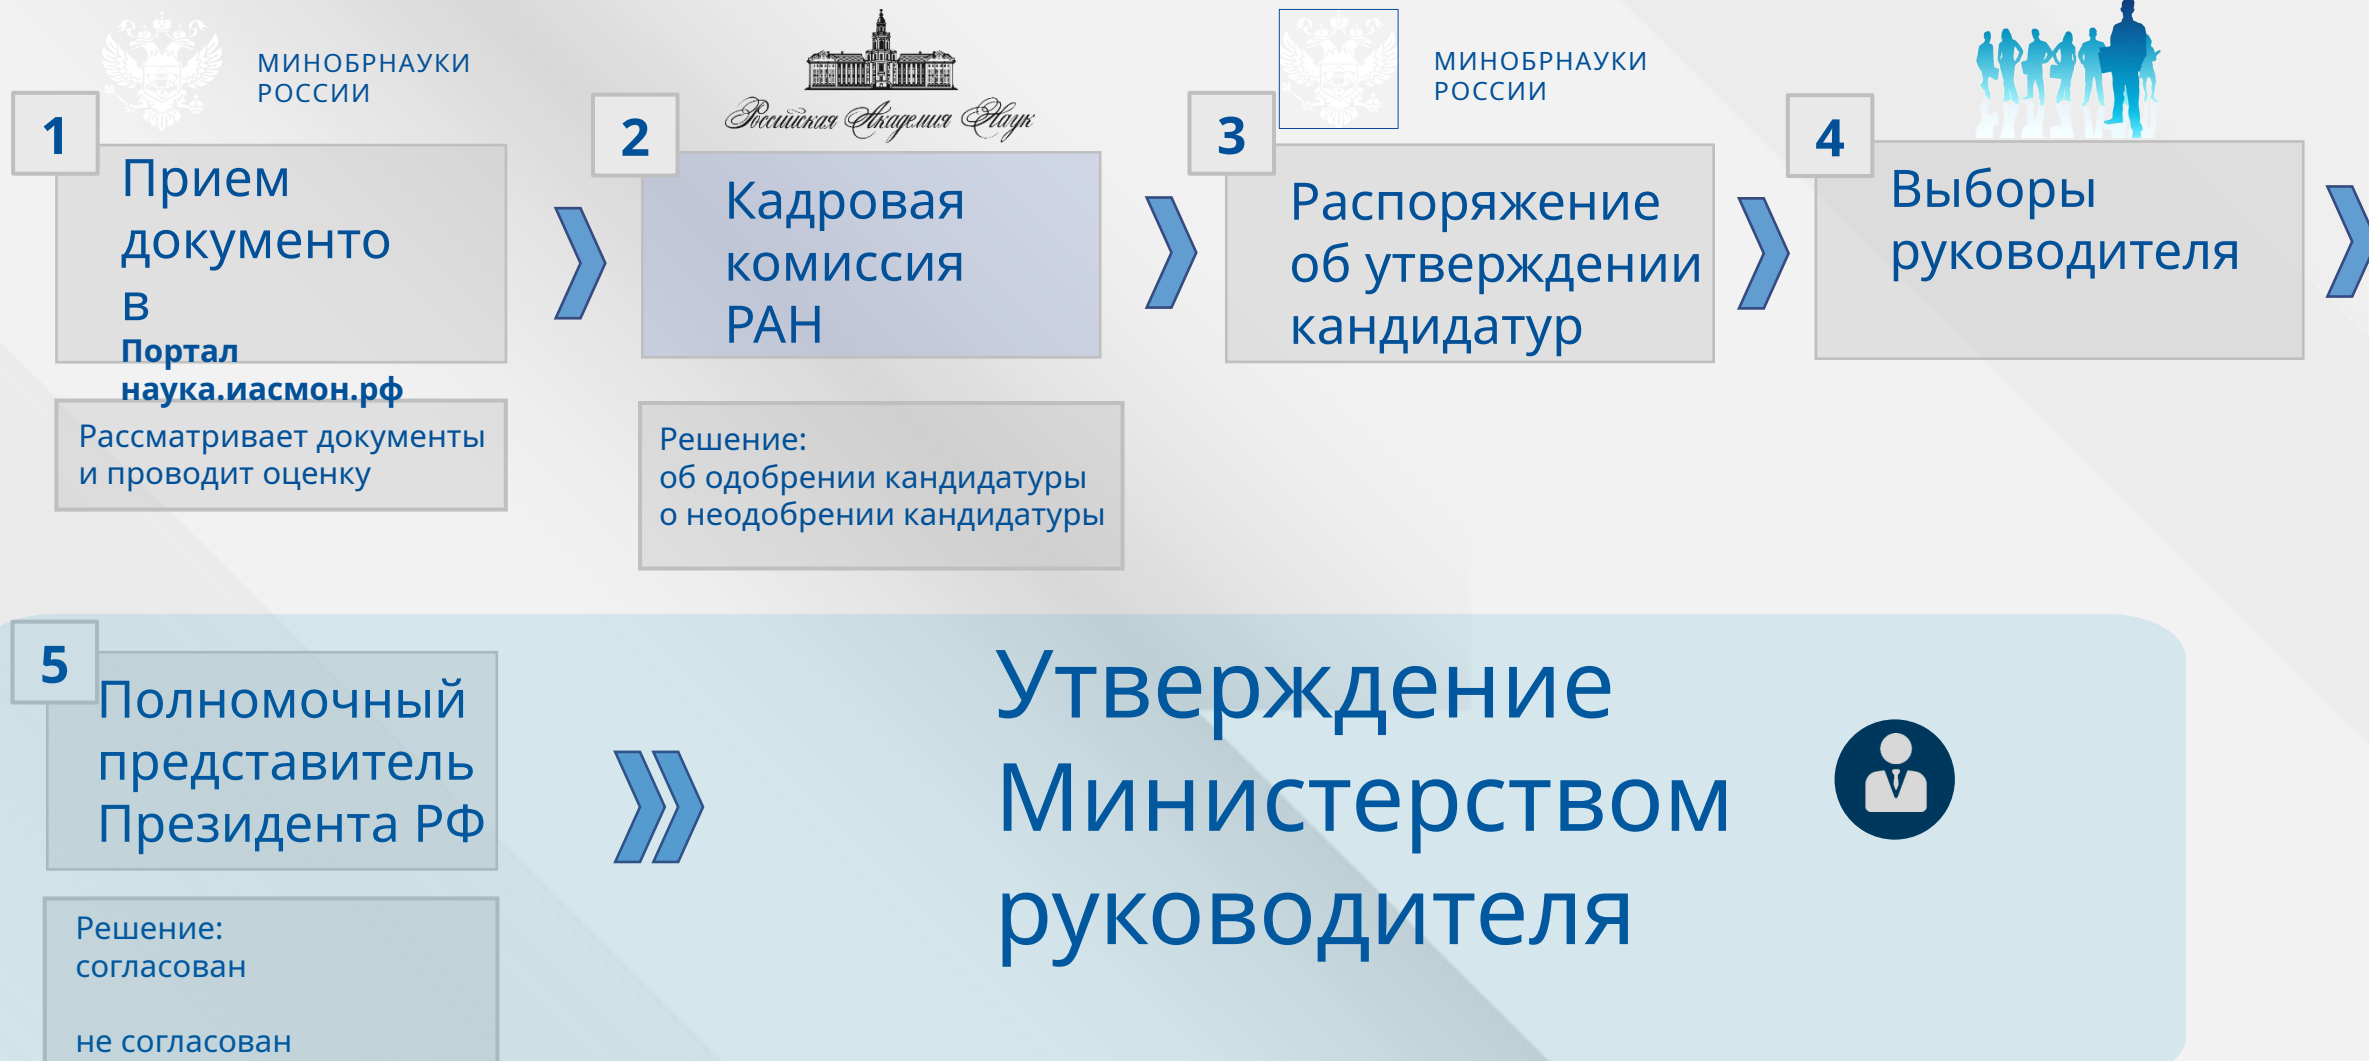 МИНОБРНАУКИ
РОССИИ
1
Прием
документо
в
Портал
наука.иасмон.рф
Рассматривает документы
и проводит оценку
Российская Академия Наук
2
Кадровая
комиссия
РАН
Решение:
об одобрении кандидатуры
о неодобрении кандидатуры
МИНОБРНАУКИ
РОССИИ
3
Распоряжение
об утверждении
кандидатур
4
Выборы
руководителя
5
Полномочный
представитель
Президента РФ
Решение:
согласован
не согласован
Утверждение
Министерством
руководителя